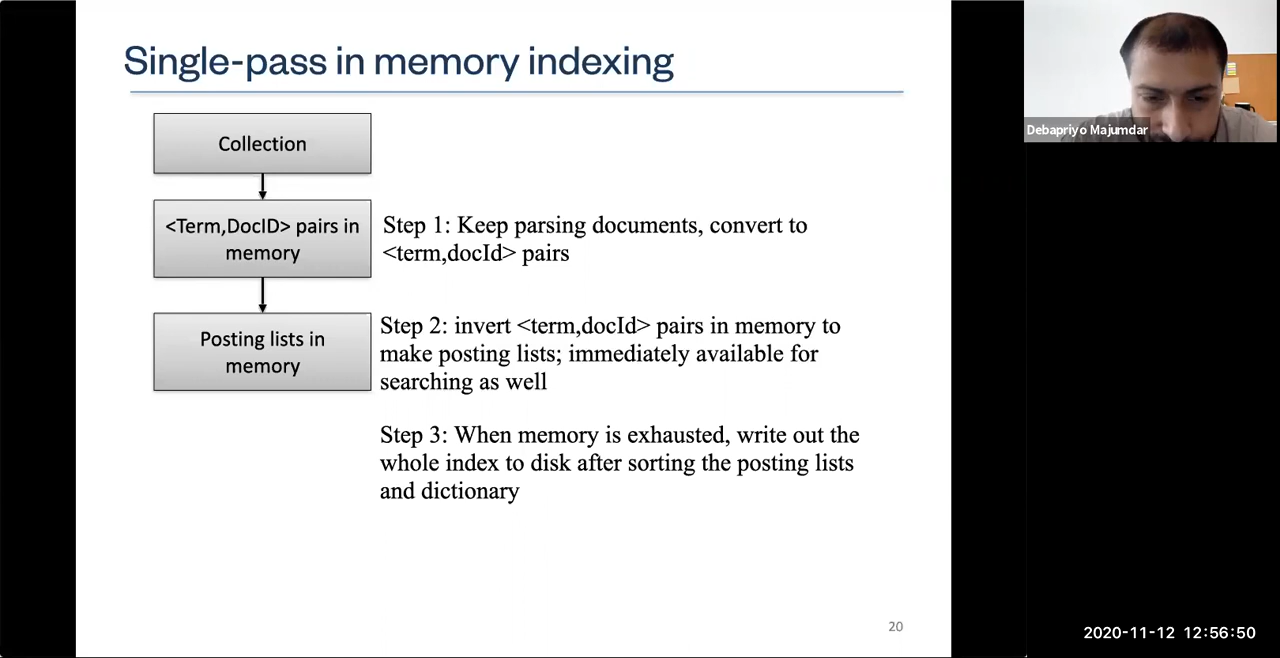 Single-pass in memory indexing
Collection
<Term,DocID> pairs in
memory
Step 1: Keep parsing documents, convert to
<term,docId> pairs
Posting lists in
memory
Step 2: invert <term,docId> pairs in memory to
make posting lists; immediately available for
searching as well
Step 3: When memory is exhausted, write out the
whole index to disk after sorting the posting lists
and dictionary
20
Debapriyo Majumdar
2020-11-12 12:56:50